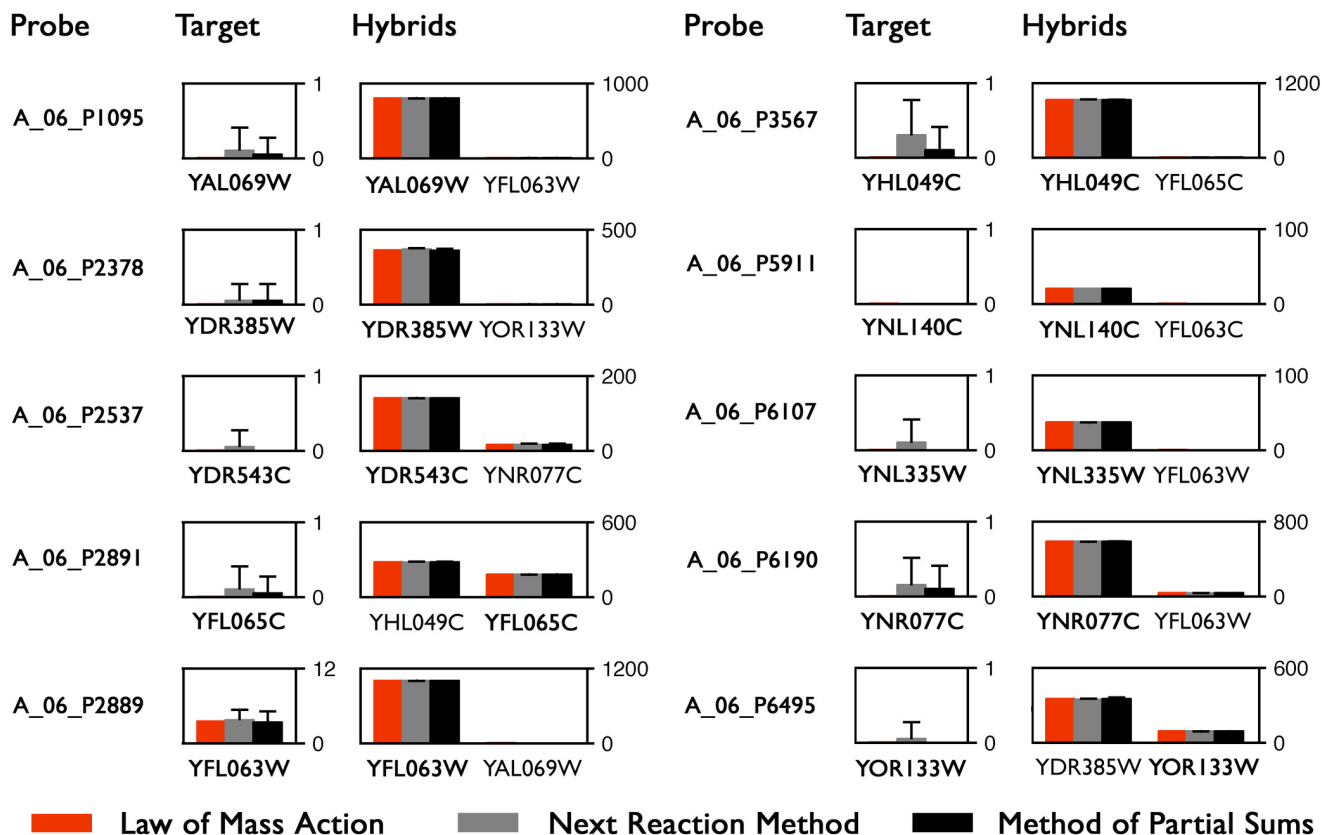 Probe Target Hybrids Probe Target Hybrids
A_06_P1095 1 0 YAL069W 1000 0 YAL069W YFL063W
A_06_P3567 1 0 YHL049C 1200 0 YHL049C YFL065C
A_06_P2378 1 0 YDR385W 500 0 YDR385W YOR133W
A_06_P5911 1 0 YNL140C 100 0 YNL140C YFL063C
A_06_P2537 1 0 YDR543C 200 0 YDR543C YNR077C
A_06_P6107 1 0 YNL335W 100 0 YNL335W YFL063W
A_06_P2891 1 0 YFL065C 600 0 YHL049C YFL065C
A_06_P6190 1 0 YNR077C 800 0 YNR077C YFL063W
A_06_P2889 12 0 YFL063W 1200 0 YFL063W YAL069W
A_06_P6495 1 0 YOR133W 600 0 YDR385W YOR133W
Law of Mass Action Next Reaction Method Method of Partial Sums